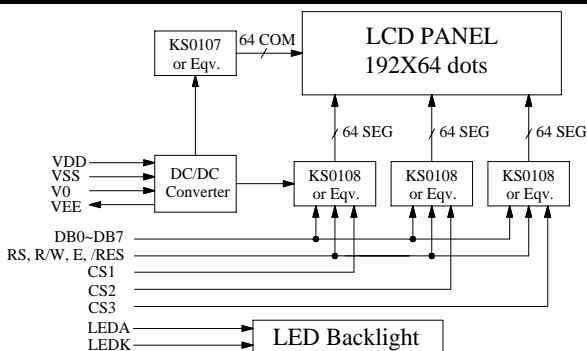 KS0107
or Eqv.
64 COM
LCD PANEL
192X64 dots
64 SEG
64 SEG
64 SEG
VDD
VSS
V0
VEE
DC/DC
Converter
KS0108
or Eqv.
KS0108
or Eqv.
KS0108
or Eqv.
DB0~DB7
RS, R/W, E, /RES
CS1
CS2
CS3
LEDA
LEDK
LED Backlight